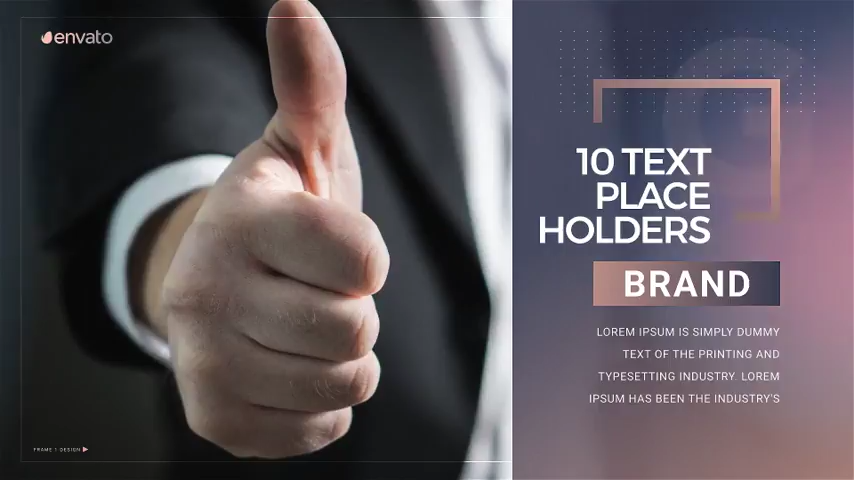 envato
10 TEXT
PLACE
HOLDERS
BRAND
LOREM IPSUM IS SIMPLY DUMMY
TEXT OF THE PRINTING AND
TYPESETTING INDUSTRY. LOREM
IPSUM HAS BEEN THE INDUSTRY'S
FRAME 1 DESIGN